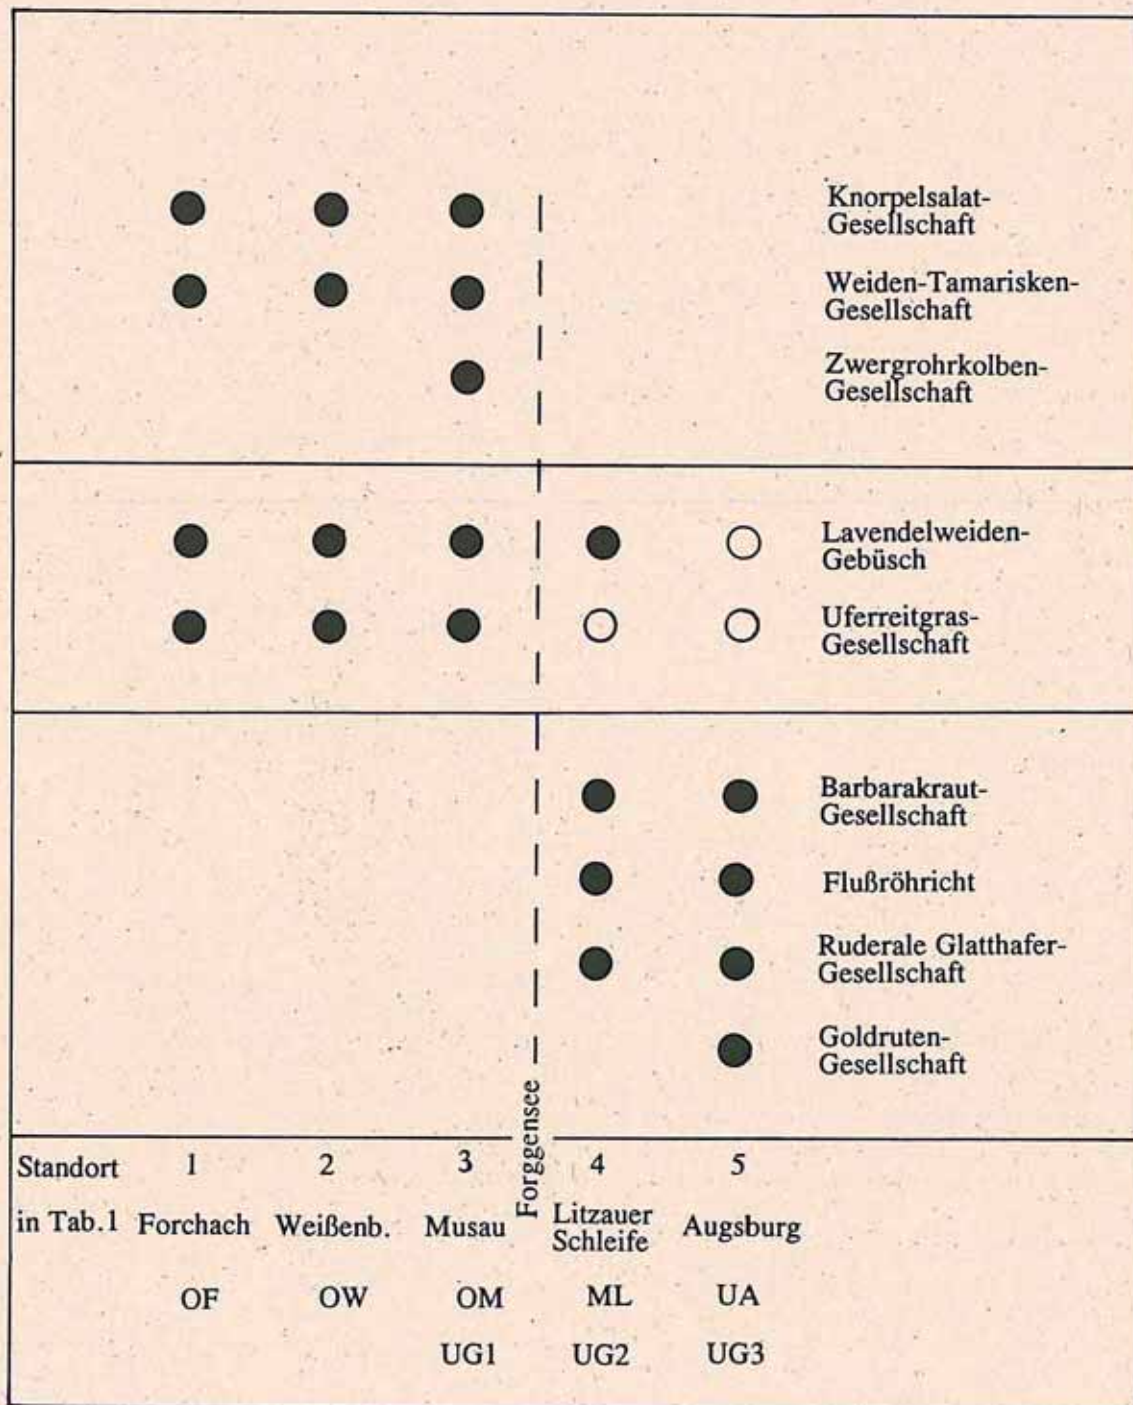 Knorpelsalat-
Gesellschaft
Weiden-Tamarisken-
Gesellschaft
Zwergrohrkolben-
Gesellschaft
Lavendelweiden-
Gebüsch
Uferreitgras-
Gesellschaft
Barbarakraut-
Gesellschaft
Flußröhricht
Ruderale Glatthafer-
Gesellschaft
Goldruten-
Gesellschaft
Forggensee
Standort 1 2 3 4 5
in Tab.1 Forchach Weißenb. Musau Litzauer Schleife Augsburg
OF OW OM ML UA
UG1 UG2 UG3